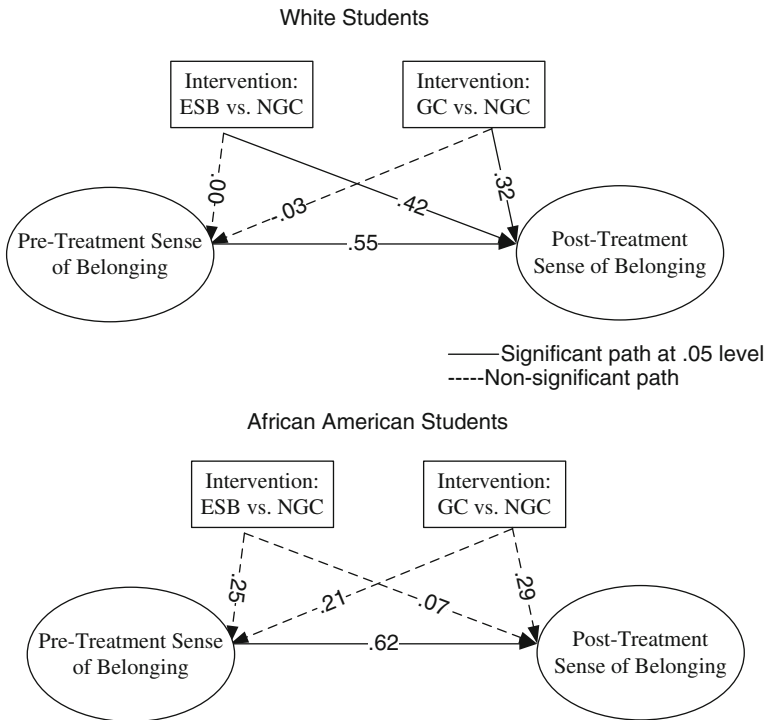 White Students
Intervention:
ESB vs. NGC
Intervention:
GC vs. NGC
.00
.03
.42
.32
Pre-Treatment Sense
of Belonging
.55
Post-Treatment
Sense of Belonging
Significant path at .05 level
-----Non-significant path
African American Students
Intervention:
ESB vs. NGC
Intervention:
GC vs. NGC
.25
.21
.07
.29
Pre-Treatment Sense
of Belonging
.62
Post-Treatment
Sense of Belonging